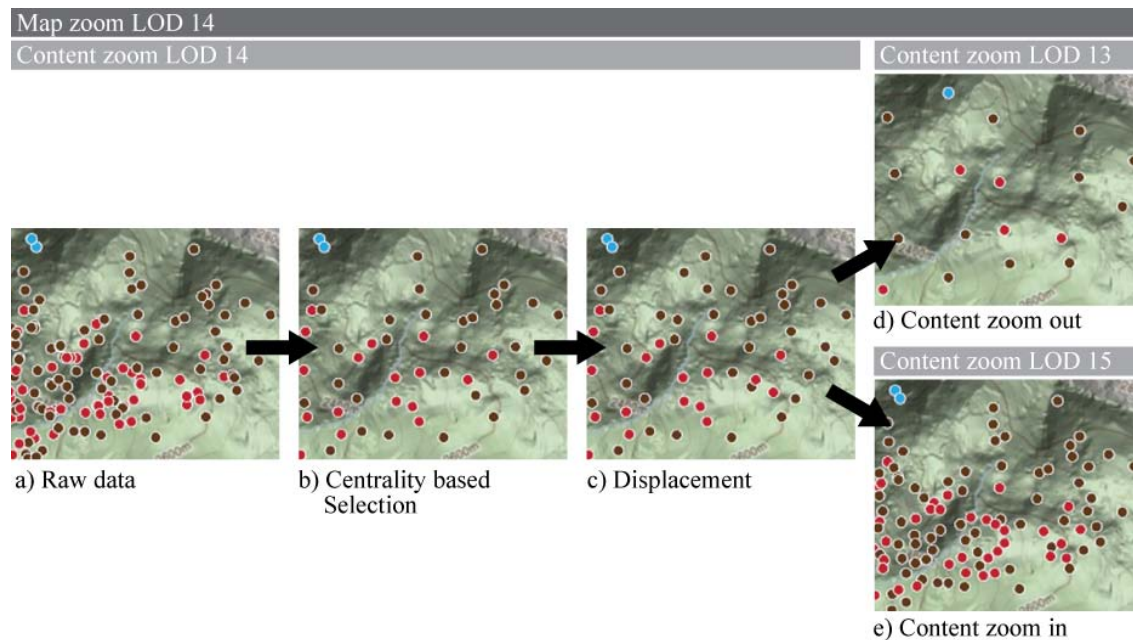 Map zoom LOD 14
Content zoom LOD 14
Content zoom LOD 13
d) Content zoom out
Content zoom LOD 15
a) Raw data
b) Centrality based
Selection
c) Displacement
e) Content zoom in